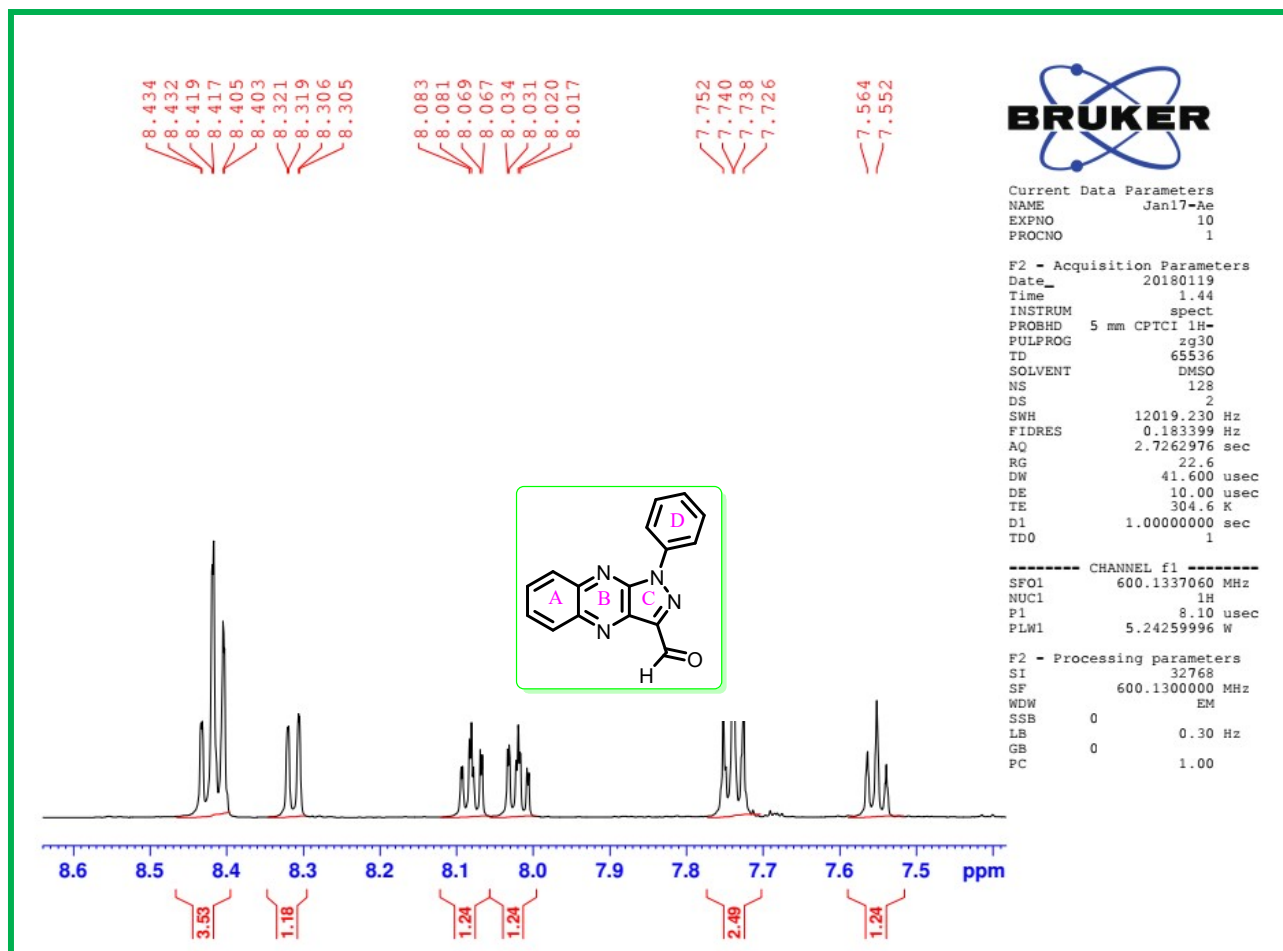 8.434
8.432
8.419
8.417
8.405
8.403
8.321
8.319
8.306
8.305
8.083
8.081
8.069
8.067
8.034
8.031
8.020
8.017
7.752
7.740
7.738
7.726
7.564
7.552
BRUKER
Current Data Parameters
NAME Jan17-Ae
EXPNO 10
PROCNO 1
F2 - Acquisition Parameters
Date_ 20180119
Time 1.44
INSTRUM spect
PROBHD 5 mm CPTCI 1H-
PULPROG zg30
TD 65536
SOLVENT DMSO
NS 128
DS 2
SWH 12019.230 Hz
FIDRES 0.183399 Hz
AQ 2.7262976 sec
RG 22.6
DW 41.600 usec
DE 10.00 usec
TE 304.6 K
D1 1.00000000 sec
TD0 1
======== CHANNEL f1 ========
SFO1 600.1337060 MHz
NUC1 1H
P1 8.10 usec
PLW1 5.24259996 W
F2 - Processing parameters
SI 32768
SF 600.1300000 MHz
WDW EM
SSB 0
LB 0.30 Hz
GB 0
PC 1.00
D
N N
A B C N
N
O
H
8.6 8.5 8.4 8.3 8.2 8.1 8.0 7.9 7.8 7.7 7.6 7.5 ppm
3.53 1.18 1.24 1.24 2.49 1.24